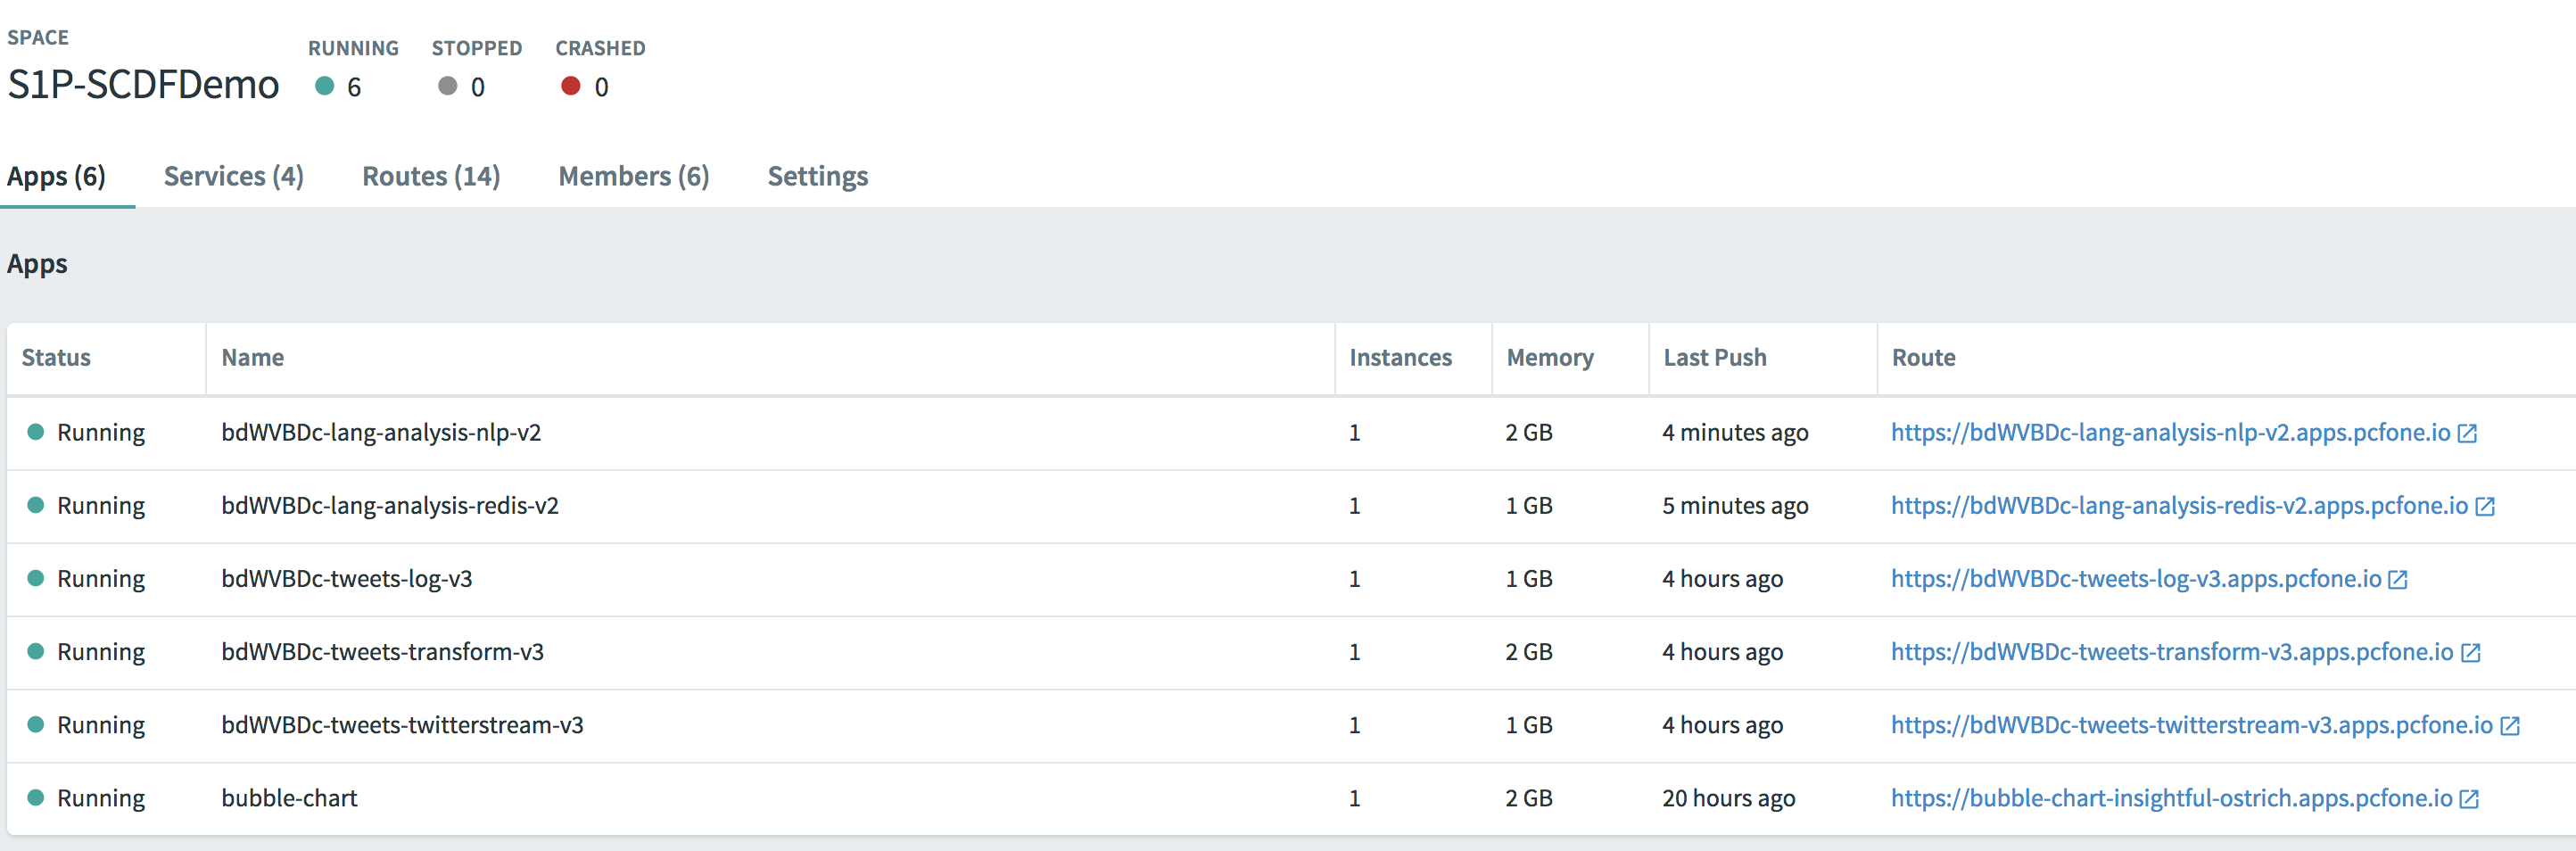 SPACE
S1P-SCDFDemo
RUNNING STOPPED CRASHED
6 0 0
Apps (6) Services (4) Routes (14) Members (6) Settings
Apps
Status Name Instances Memory Last Push Route
Running bdWVBDc-lang-analysis-nlp-v2 1 2 GB 4 minutes ago https://bdWVBDc-lang-analysis-nlp-v2.apps.pcfone.io
Running bdWVBDc-lang-analysis-redis-v2 1 1 GB 5 minutes ago https://bdWVBDc-lang-analysis-redis-v2.apps.pcfone.io
Running bdWVBDc-tweets-log-v3 1 1 GB 4 hours ago https://bdWVBDc-tweets-log-v3.apps.pcfone.io
Running bdWVBDc-tweets-transform-v3 1 2 GB 4 hours ago https://bdWVBDc-tweets-transform-v3.apps.pcfone.io
Running bdWVBDc-tweets-twitterstream-v3 1 1 GB 4 hours ago https://bdWVBDc-tweets-twitterstream-v3.apps.pcfone.io
Running bubble-chart 1 2 GB 20 hours ago https://bubble-chart-insightful-ostrich.apps.pcfone.io